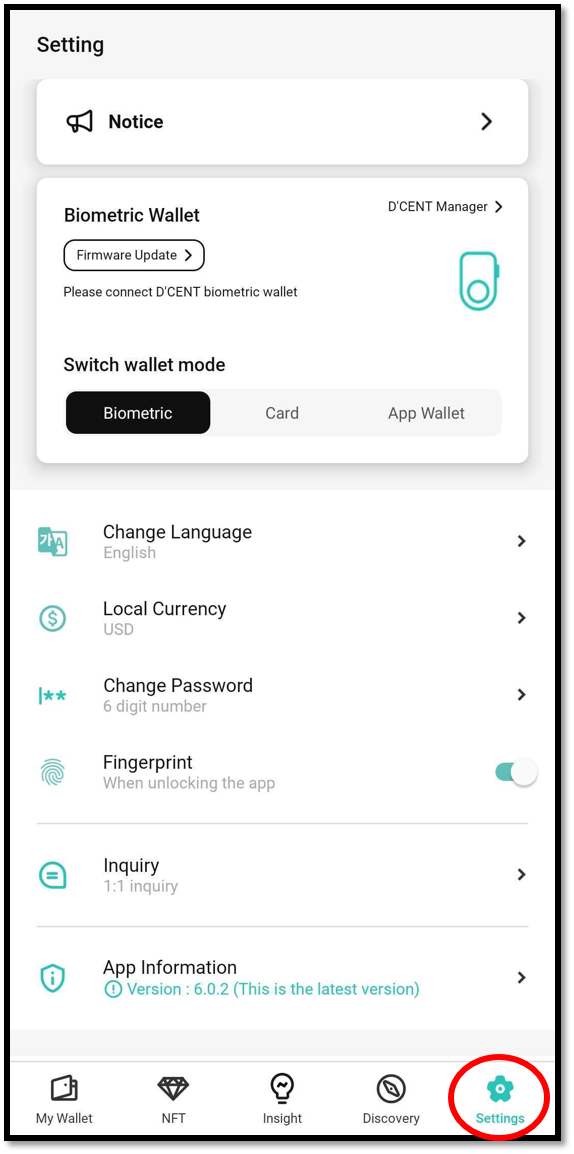 Setting
Notice
Biometric Wallet
D'CENT Manager
Firmware Update
Please connect D'CENT biometric wallet
Switch wallet mode
Biometric Card App Wallet
가A
Change Language
English
$
Local Currency
USD
|**
Change Password
6 digit number
Fingerprint
When unlocking the app
Inquiry
1:1 inquiry
App Information
Version : 6.0.2 (This is the latest version)
My Wallet NFT Insight Discovery Settings